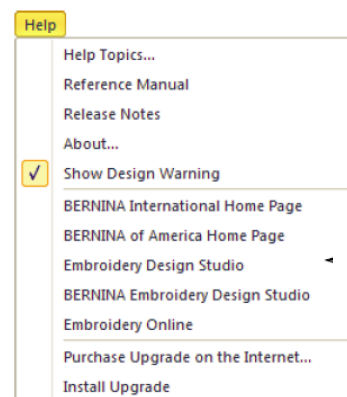 Help
Help Topics...
Reference Manual
Release Notes
About...
Show Design Warning
BERNINA International Home Page
BERNINA of America Home Page
Embroidery Design Studio
BERNINA Embroidery Design Studio
Embroidery Online
Purchase Upgrade on the Internet...
Install Upgrade